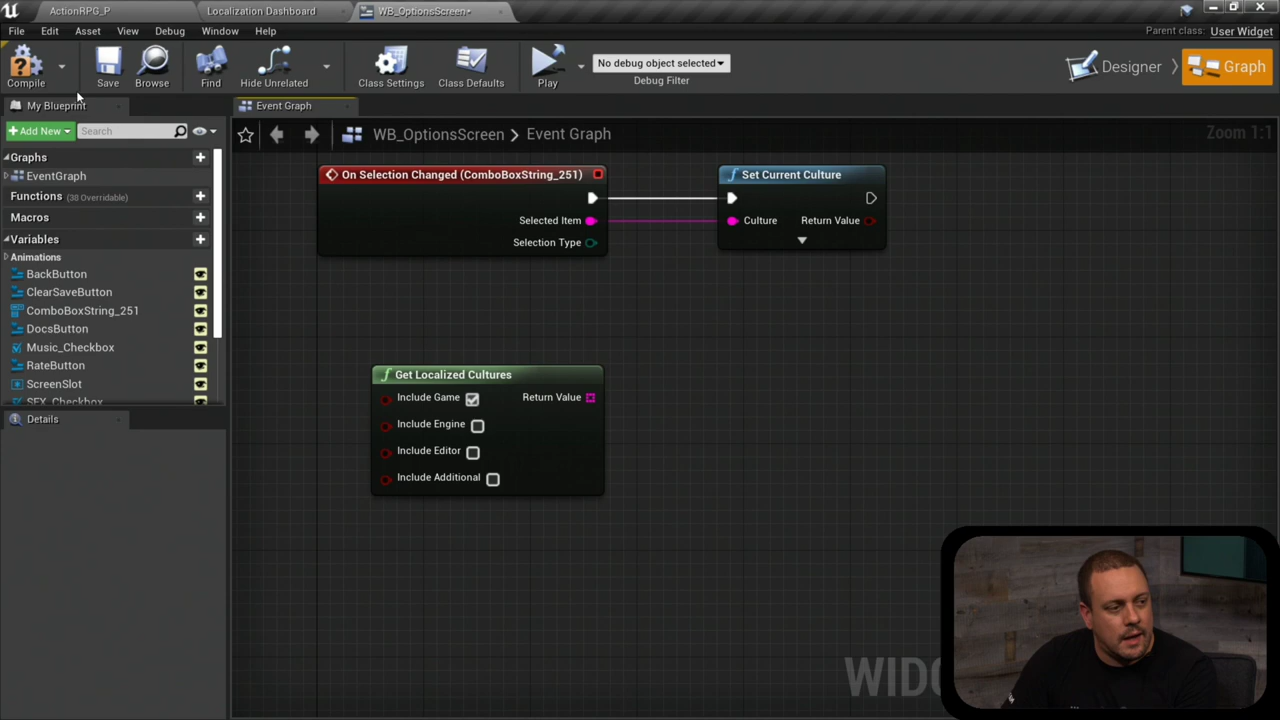 ActionRPG_P
Localization Dashboard
WB_OptionsScreen*
File Edit Asset View Debug Window Help
Parent class: User Widget
Compile
Save
Browse
Find
Hide Unrelated
Class Settings
Class Defaults
Play
No debug object selected
Debug Filter
Designer
Graph
My Blueprint
Add New
Search
Graphs
EventGraph
Functions (38 Overridable)
Macros
Variables
Animations
BackButton
ClearSaveButton
ComboBoxString_251
DocsButton
Music_Checkbox
RateButton
ScreenSlot
SFX_Checkbox
Details
Event Graph
WB_OptionsScreen > Event Graph
Zoom 1:1
On Selection Changed (ComboBoxString_251)
Selected Item
Selection Type
Set Current Culture
Culture
Return Value
Get Localized Cultures
Include Game
Return Value
Include Engine
Include Editor
Include Additional